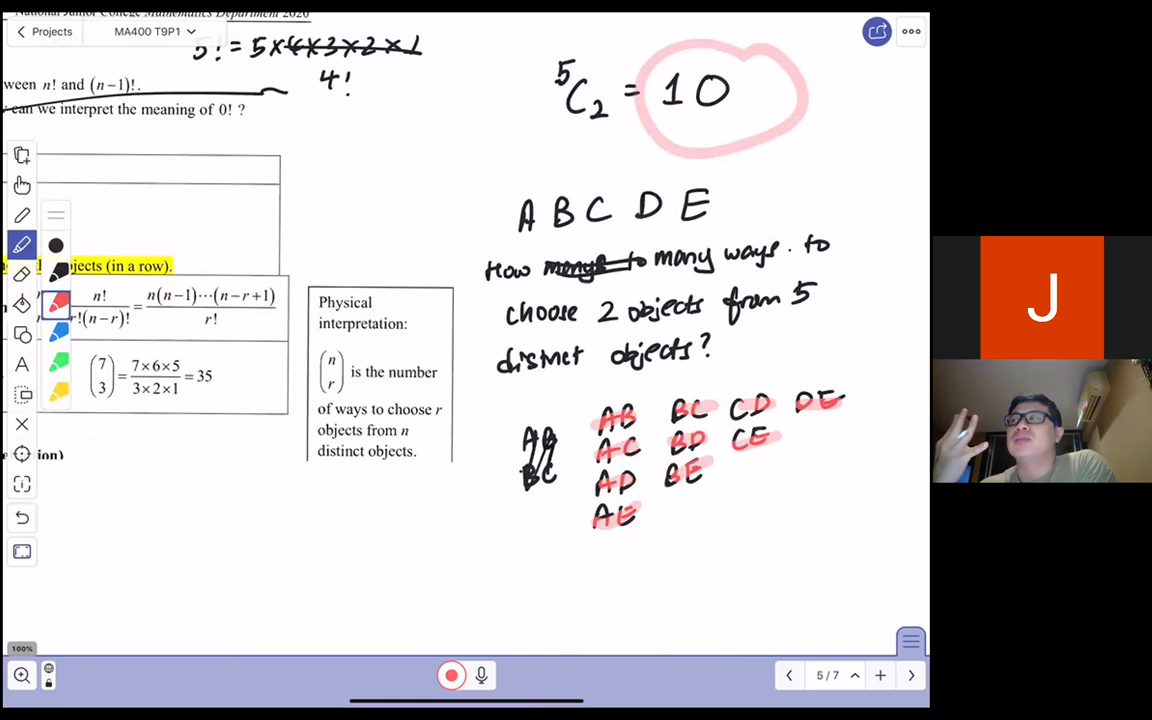 National Junior College Mathematics Department 2020
Projects
MA400 T9P1
5! = 5×4×3×2×1
4!
ween n! and (n−1)!.
can we interpret the meaning of 0! ?
⁵C₂ = 10
A B C D E
How many ways. to
choose 2 objects from 5
distinct objects?
jects (in a row).
n! / r!(n−r)! = n(n−1)⋯(n−r+1) / r!
(7 3) = 7×6×5 / 3×2×1 = 35
Physical
interpretation:
(n r) is the number
of ways to choose r
objects from n
distinct objects.
AB BC CD DE
AC BD CE
AD BE
AE
AB
BC
J
100%
5 / 7